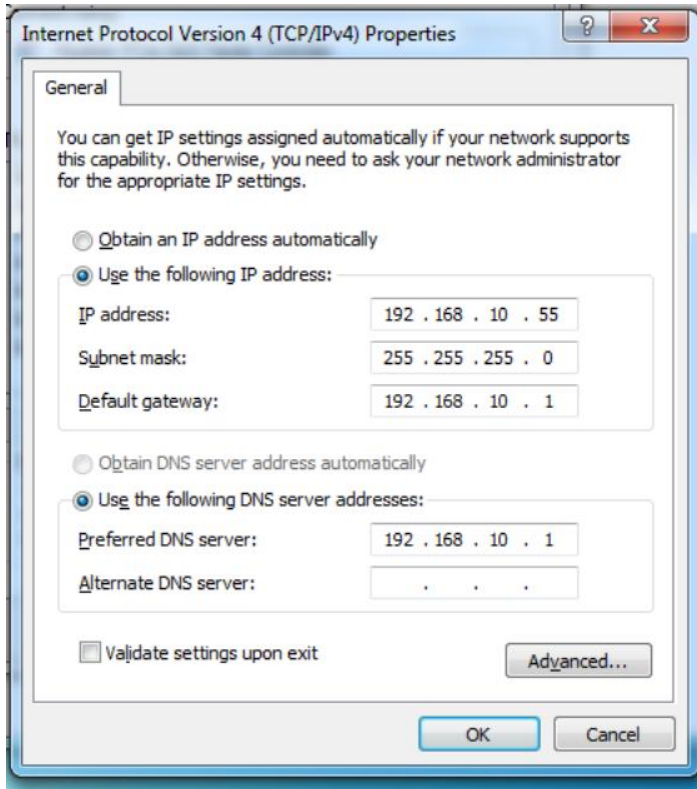 Internet Protocol Version 4 (TCP/IPv4) Properties
General
You can get IP settings assigned automatically if your network supports
this capability. Otherwise, you need to ask your network administrator
for the appropriate IP settings.
Obtain an IP address automatically
Use the following IP address:
IP address: 192 . 168 . 10 . 55
Subnet mask: 255 . 255 . 255 . 0
Default gateway: 192 . 168 . 10 . 1
Obtain DNS server address automatically
Use the following DNS server addresses:
Preferred DNS server: 192 . 168 . 10 . 1
Alternate DNS server: . . .
Validate settings upon exit
Advanced...
OK Cancel